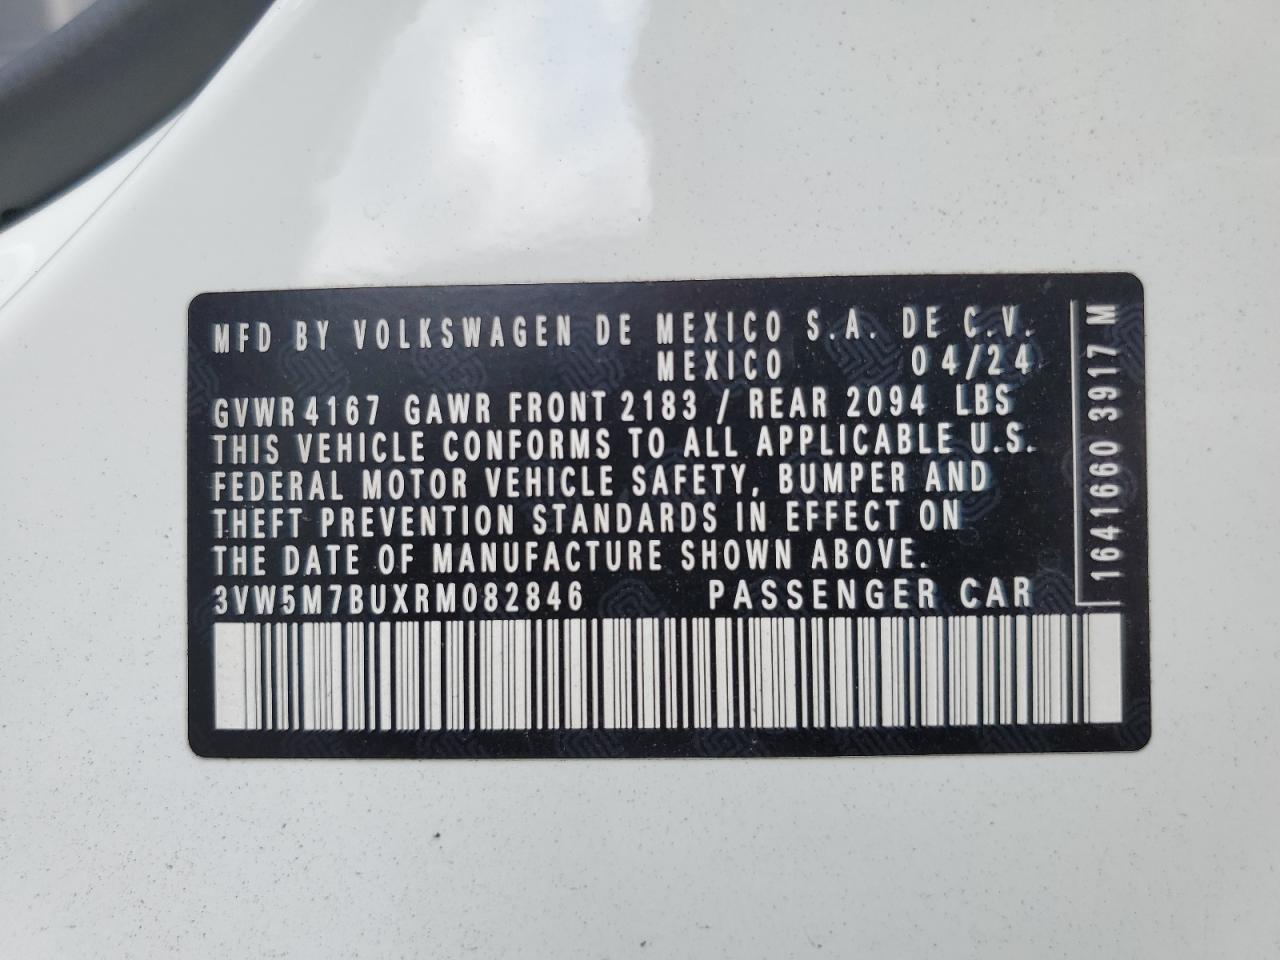 MFD BY VOLKSWAGEN DE MEXICO S.A. DE C.V.
MEXICO 04/24
GVWR 4167 GAWR FRONT 2183 / REAR 2094 LBS
THIS VEHICLE CONFORMS TO ALL APPLICABLE U.S.
FEDERAL MOTOR VEHICLE SAFETY, BUMPER AND
THEFT PREVENTION STANDARDS IN EFFECT ON
THE DATE OF MANUFACTURE SHOWN ABOVE.
3VW5M7BUXRM082846 PASSENGER CAR
1641660 3917 M